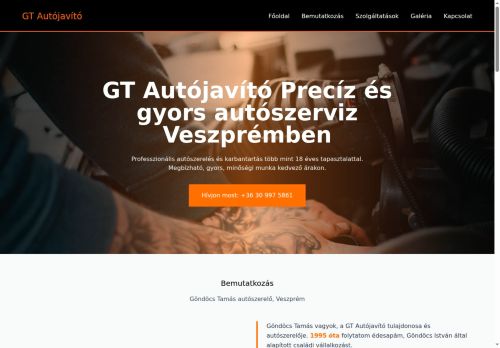 GT Autójavító
Főoldal Bemutatkozás Szolgáltatások Galéria Kapcsolat
GT Autójavító Precíz és
gyors autószerviz
Veszprémben
Professzionális autószerelés és karbantartás több mint 18 éves tapasztalattal.
Megbízható, gyors, minőségi munka kedvező árakon.
Hívjon most: +36 30 997 5861
Bemutatkozás
Göndöcs Tamás autószerelő, Veszprém
Göndöcs Tamás vagyok, a GT Autójavító tulajdonosa és
autószerelője. 1995 éta folytatom édesapám, Göndöcs István által
alapított családi vállalkozást.